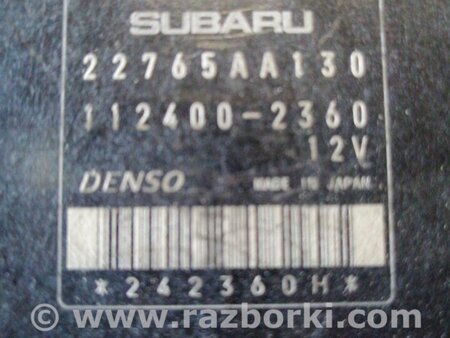 SUBARU
22765AA130
112400-2360
12V
DENSO MADE IN JAPAN
*242360H*
© www.razborki.com